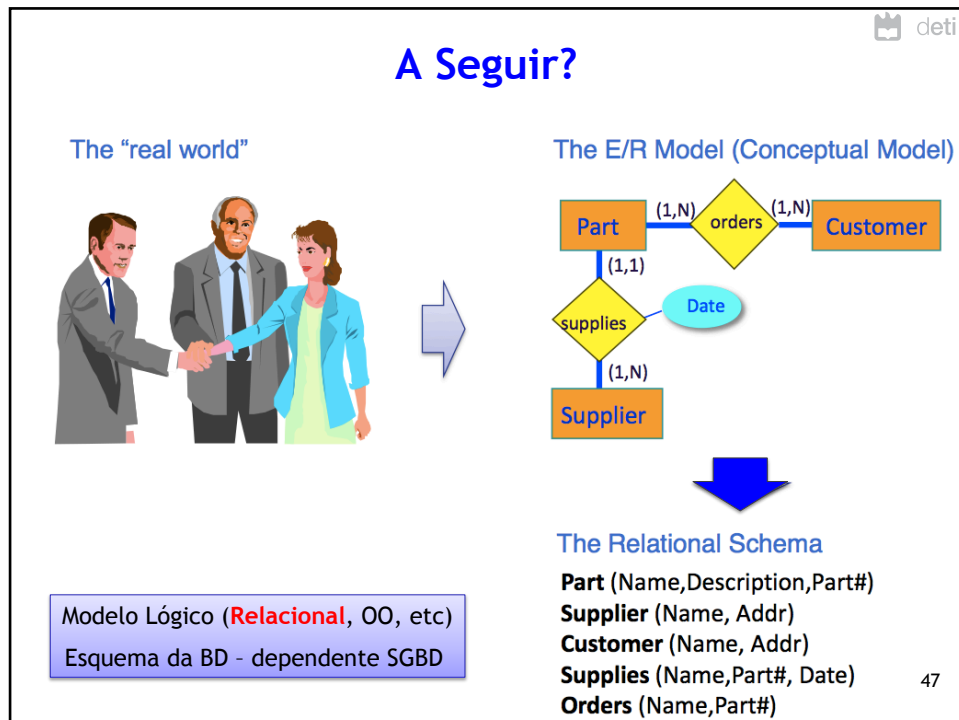 deti
A Seguir?
The “real world”
The E/R Model (Conceptual Model)
Part
(1,N)
orders
(1,N)
Customer
(1,1)
supplies
Date
(1,N)
Supplier
The Relational Schema
Part (Name,Description,Part#)
Supplier (Name, Addr)
Customer (Name, Addr)
Supplies (Name,Part#, Date)
Orders (Name,Part#)
Modelo Lógico (Relacional, OO, etc)
Esquema da BD – dependente SGBD
47